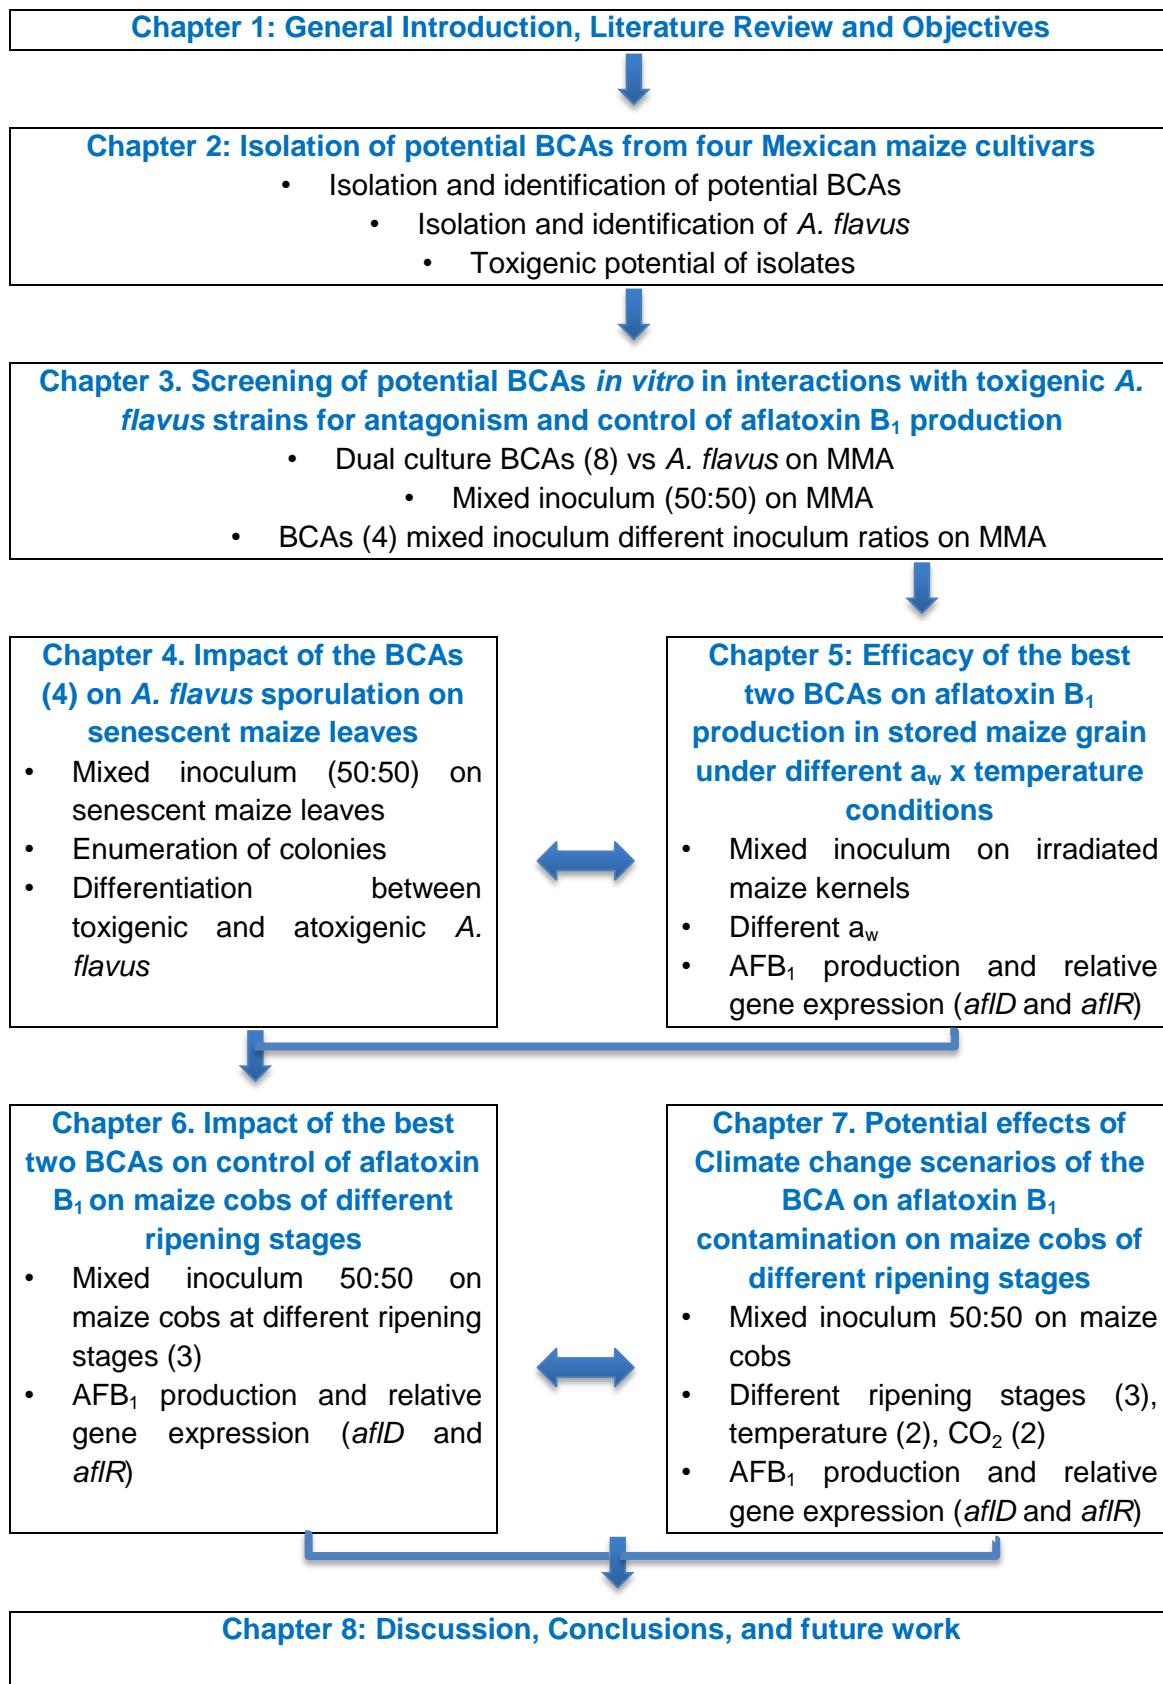 Chapter 1: General Introduction, Literature Review and Objectives
Chapter 2: Isolation of potential BCAs from four Mexican maize cultivars
• Isolation and identification of potential BCAs
• Isolation and identification of A. flavus
• Toxigenic potential of isolates
Chapter 3. Screening of potential BCAs in vitro in interactions with toxigenic A.
flavus strains for antagonism and control of aflatoxin B1 production
• Dual culture BCAs (8) vs A. flavus on MMA
• Mixed inoculum (50:50) on MMA
• BCAs (4) mixed inoculum different inoculum ratios on MMA
Chapter 4. Impact of the BCAs
(4) on A. flavus sporulation on
senescent maize leaves
• Mixed inoculum (50:50) on
senescent maize leaves
• Enumeration of colonies
• Differentiation between
toxigenic and atoxigenic A.
flavus
Chapter 5: Efficacy of the best
two BCAs on aflatoxin B1
production in stored maize grain
under different aw x temperature
conditions
• Mixed inoculum on irradiated
maize kernels
• Different aw
• AFB1 production and relative
gene expression (aflD and aflR)
Chapter 6. Impact of the best
two BCAs on control of aflatoxin
B1 on maize cobs of different
ripening stages
• Mixed inoculum 50:50 on
maize cobs at different ripening
stages (3)
• AFB1 production and relative
gene expression (aflD and
aflR)
Chapter 7. Potential effects of
Climate change scenarios of the
BCA on aflatoxin B1
contamination on maize cobs of
different ripening stages
• Mixed inoculum 50:50 on maize
cobs
• Different ripening stages (3),
temperature (2), CO2 (2)
• AFB1 production and relative
gene expression (aflD and aflR)
Chapter 8: Discussion, Conclusions, and future work